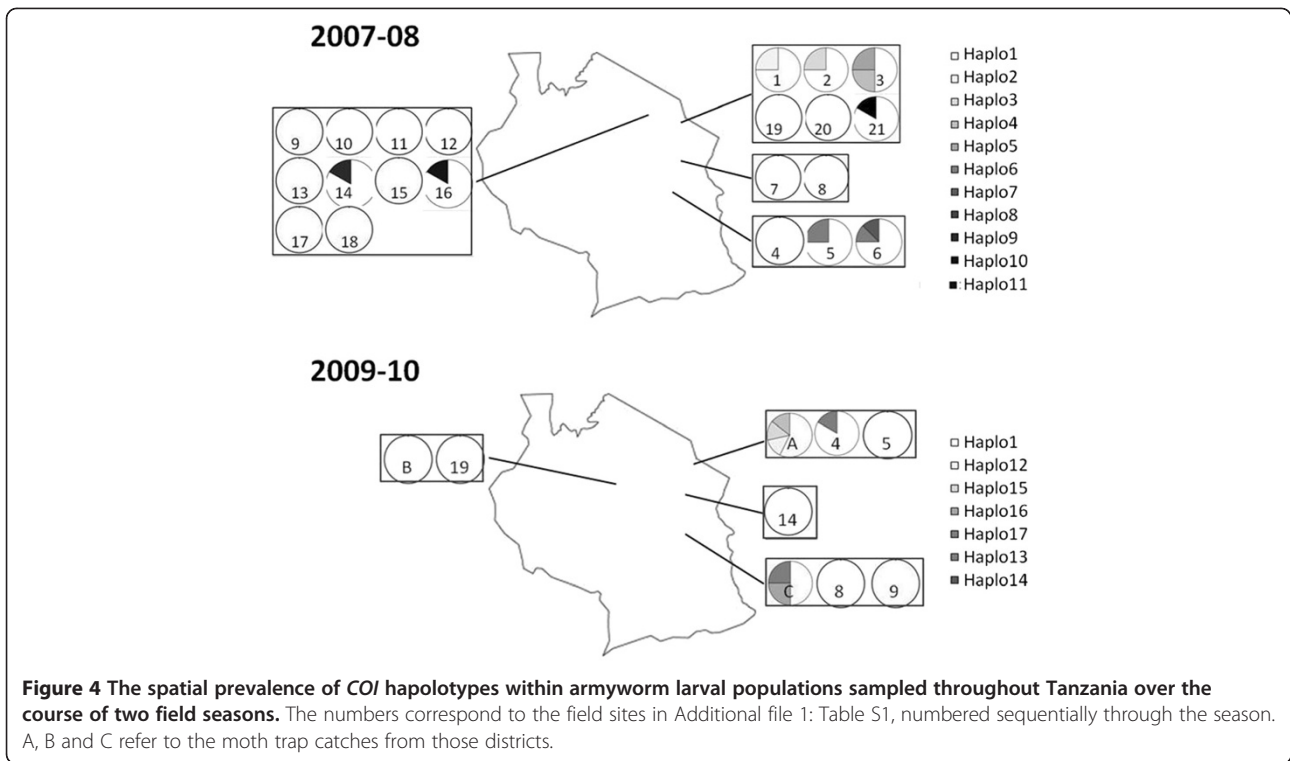 2007-08
1 2 3
19 20 21
9 10 11 12
13 14 15 16
17 18
7 8
4 5 6
Haplo1
Haplo2
Haplo3
Haplo4
Haplo5
Haplo6
Haplo7
Haplo8
Haplo9
Haplo10
Haplo11
2009-10
B 19
A 4 5
14
C 8 9
Haplo1
Haplo12
Haplo15
Haplo16
Haplo17
Haplo13
Haplo14
Figure 4 The spatial prevalence of COI hapolotypes within armyworm larval populations sampled throughout Tanzania over the
course of two field seasons. The numbers correspond to the field sites in Additional file 1: Table S1, numbered sequentially through the season.
A, B and C refer to the moth trap catches from those districts.